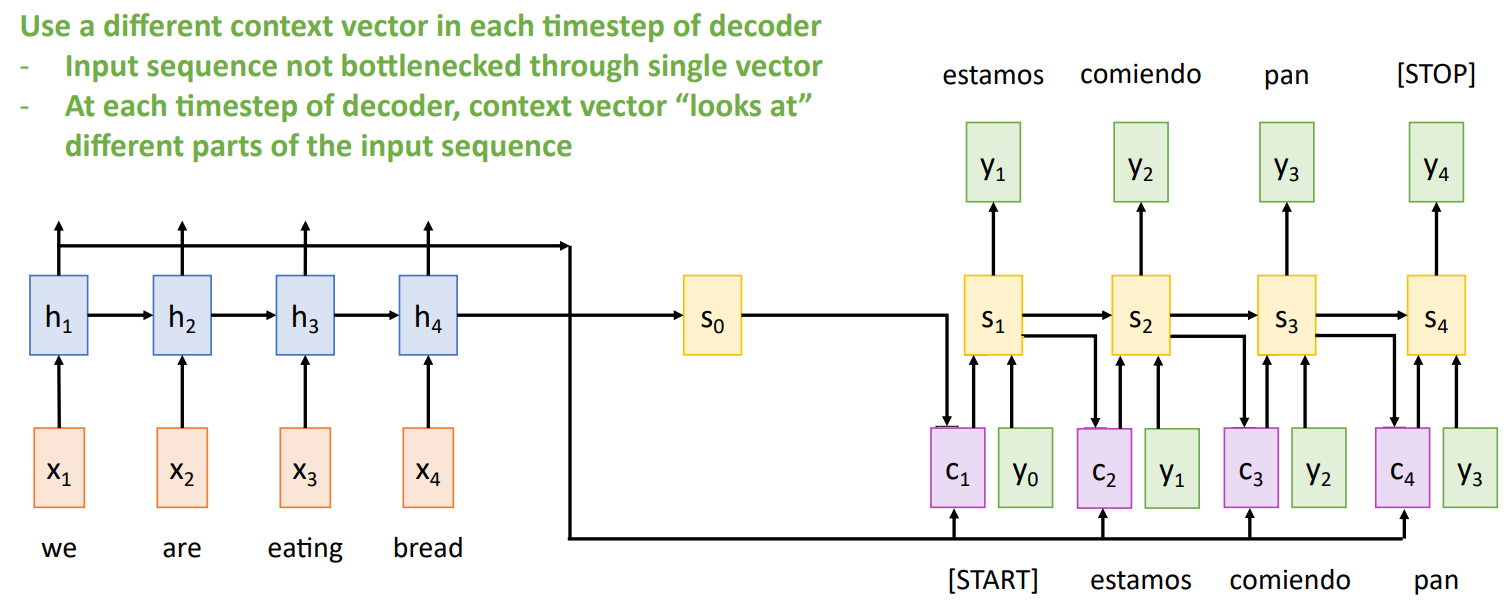 Use a different context vector in each timestep of decoder
- Input sequence not bottlenecked through single vector
- At each timestep of decoder, context vector “looks at”
different parts of the input sequence
estamos comiendo pan [STOP]
y1 y2 y3 y4
h1 h2 h3 h4 s0 s1 s2 s3 s4
x1 x2 x3 x4 c1 y0 c2 y1 c3 y2 c4 y3
we are eating bread
[START] estamos comiendo pan